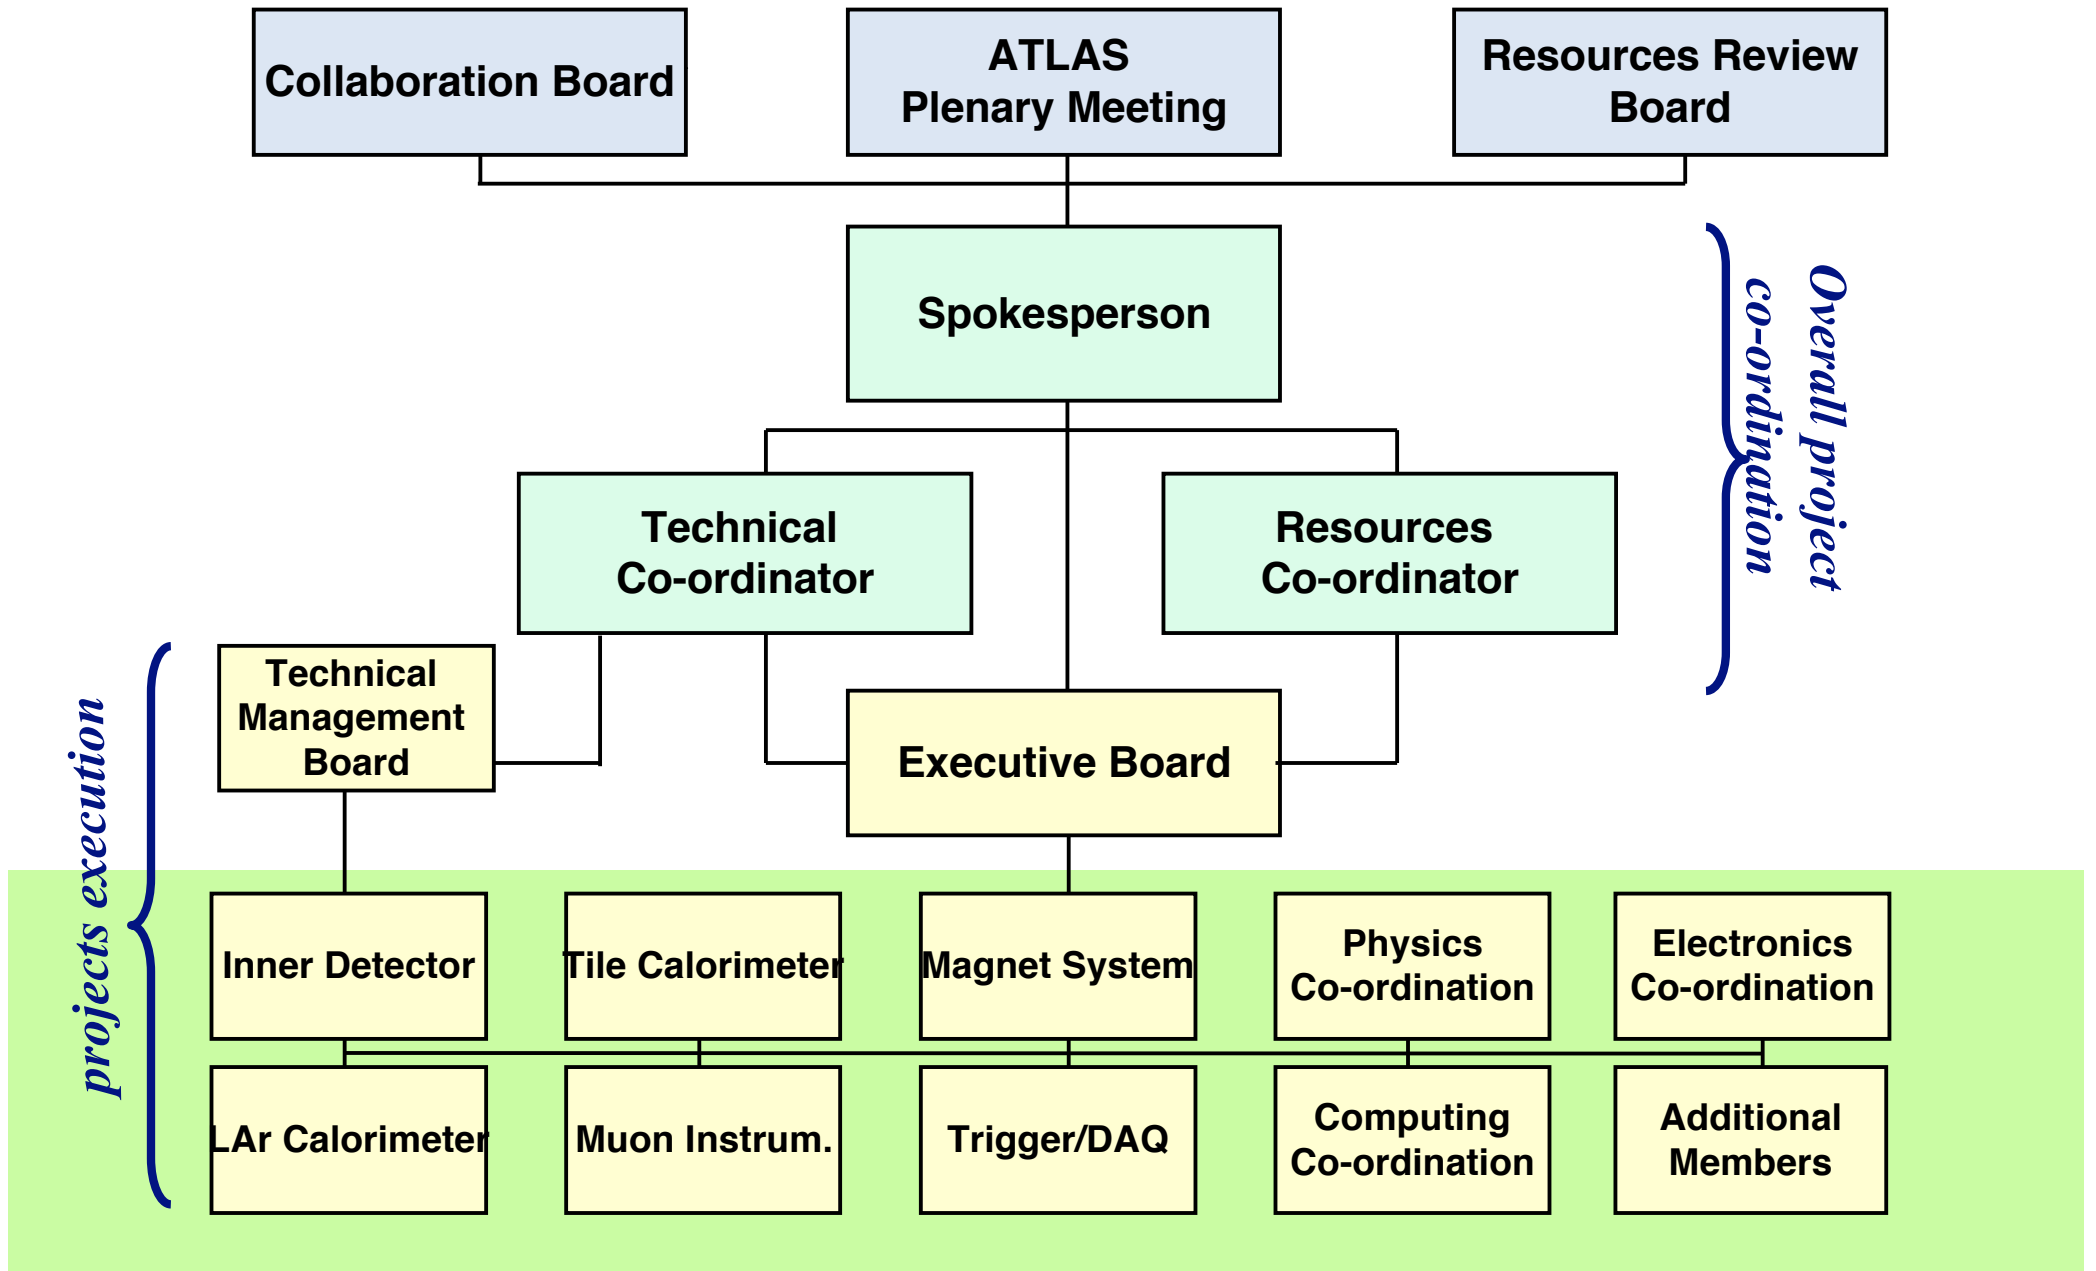 Collaboration Board
ATLAS
Plenary Meeting
Resources Review
Board
Spokesperson
Overall project
co-ordination
Technical
Co-ordinator
Resources
Co-ordinator
Technical
Management
Board
Executive Board
projects execution
Inner Detector
Tile Calorimeter
Magnet System
Physics
Co-ordination
Electronics
Co-ordination
LAr Calorimeter
Muon Instrum.
Trigger/DAQ
Computing
Co-ordination
Additional
Members